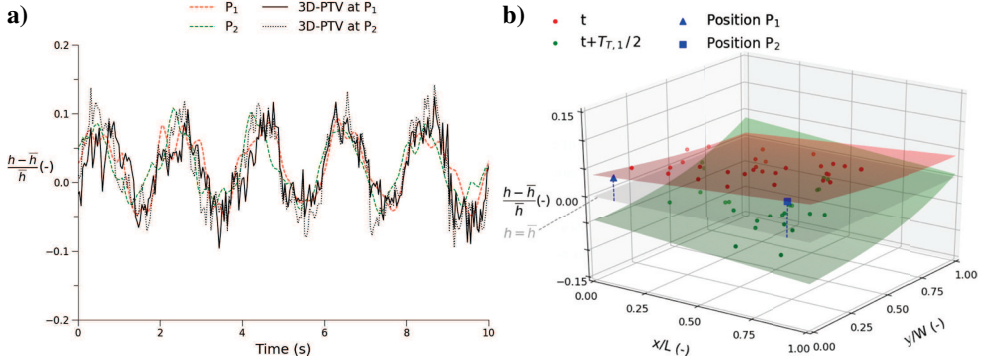 a)
P1 3D-PTV at P1
P2 3D-PTV at P2
0.2
0.1
0.0
−0.1
−0.2
h − h̅
h̅
(-)
0 2 4 6 8 10
Time (s)
b)
t Position P1
t+TT,1/2 Position P2
0.15
0.00
−0.15
h − h̅
h̅
(-)
h = h̅
0.00 0.25 0.50 0.75 1.00
x/L (-)
0.00 0.25 0.50 0.75 1.00
y/W (-)